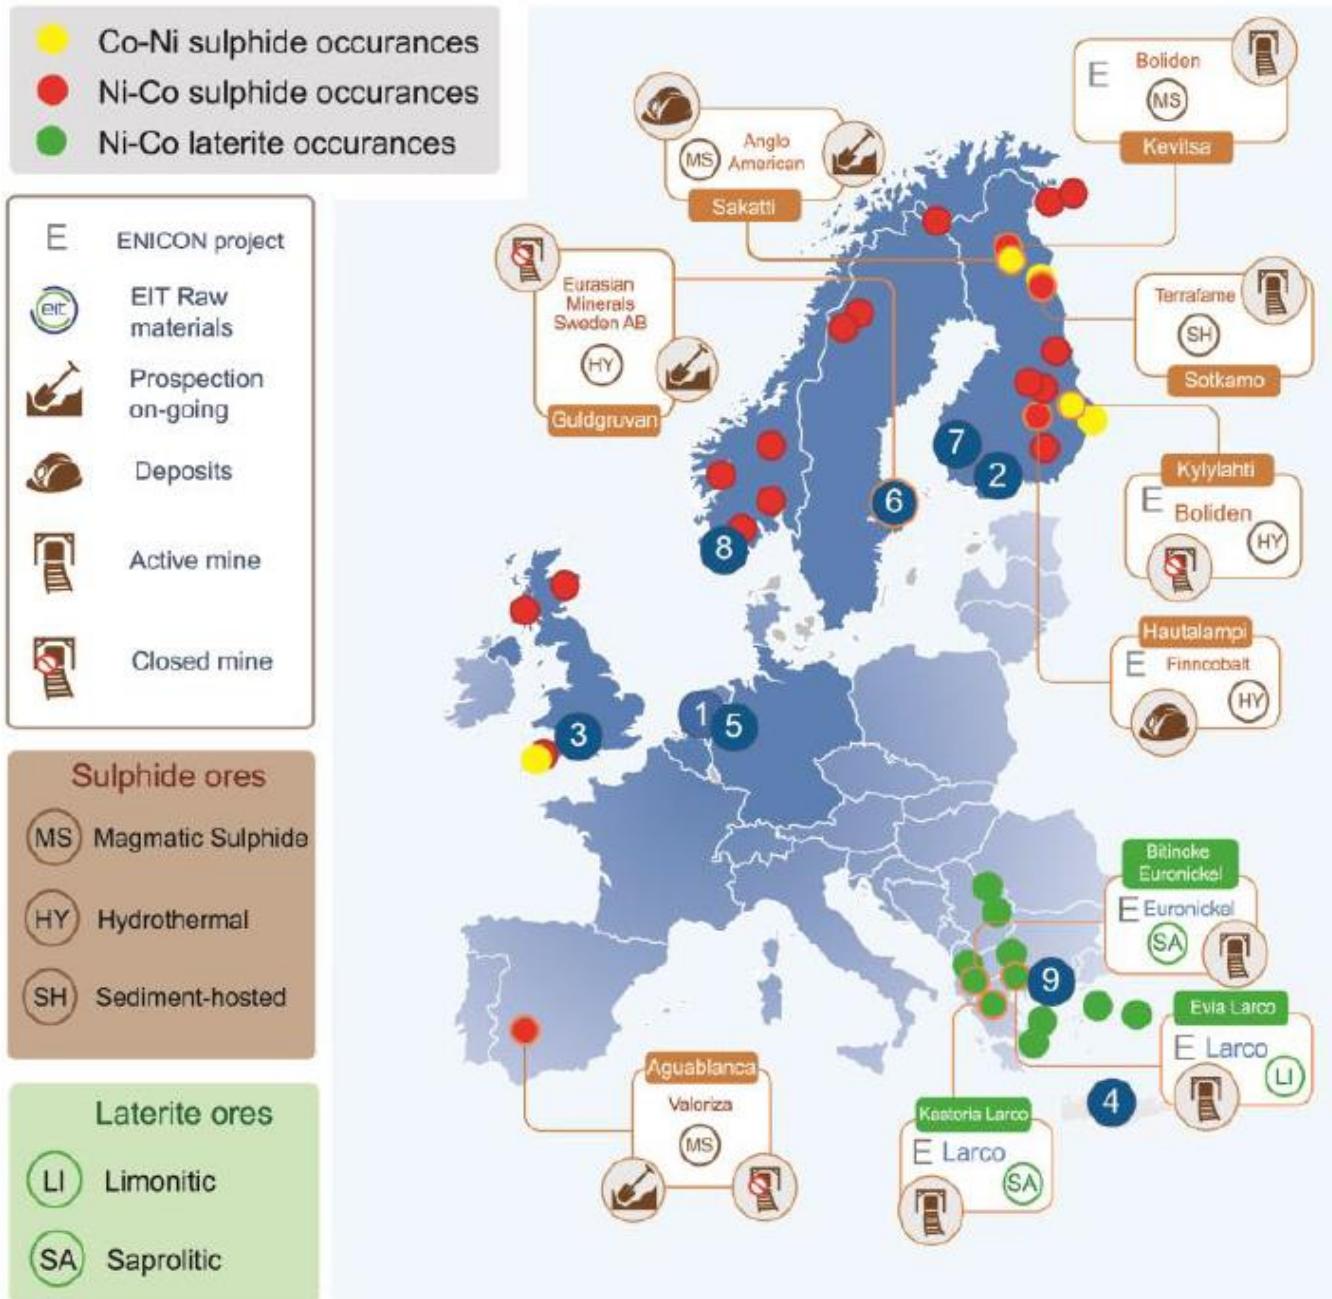 Co-Ni sulphide occurances
Ni-Co sulphide occurances
Ni-Co laterite occurances
E ENICON project
eit EIT Raw
materials
Prospection
on-going
Deposits
Active mine
Closed mine
Sulphide ores
MS Magmatic Sulphide
HY Hydrothermal
SH Sediment-hosted
Laterite ores
LI Limonitic
SA Saprolitic
E Boliden
MS
Kevitsa
MS Anglo
American
Sakatti
Eurasian
Minerals
Sweden AB
HY
Guldgruvan
Terrafame
SH
Sotkamo
Kylylahti
E Boliden
HY
Hautalampi
E Finncobalt
HY
7
2
6
8
3
1
5
9
4
Bitincke
Euronickel
E Euronickel
SA
Evia Larco
E Larco
LI
Kastoria Larco
E Larco
SA
Aguablanca
Valoriza
MS